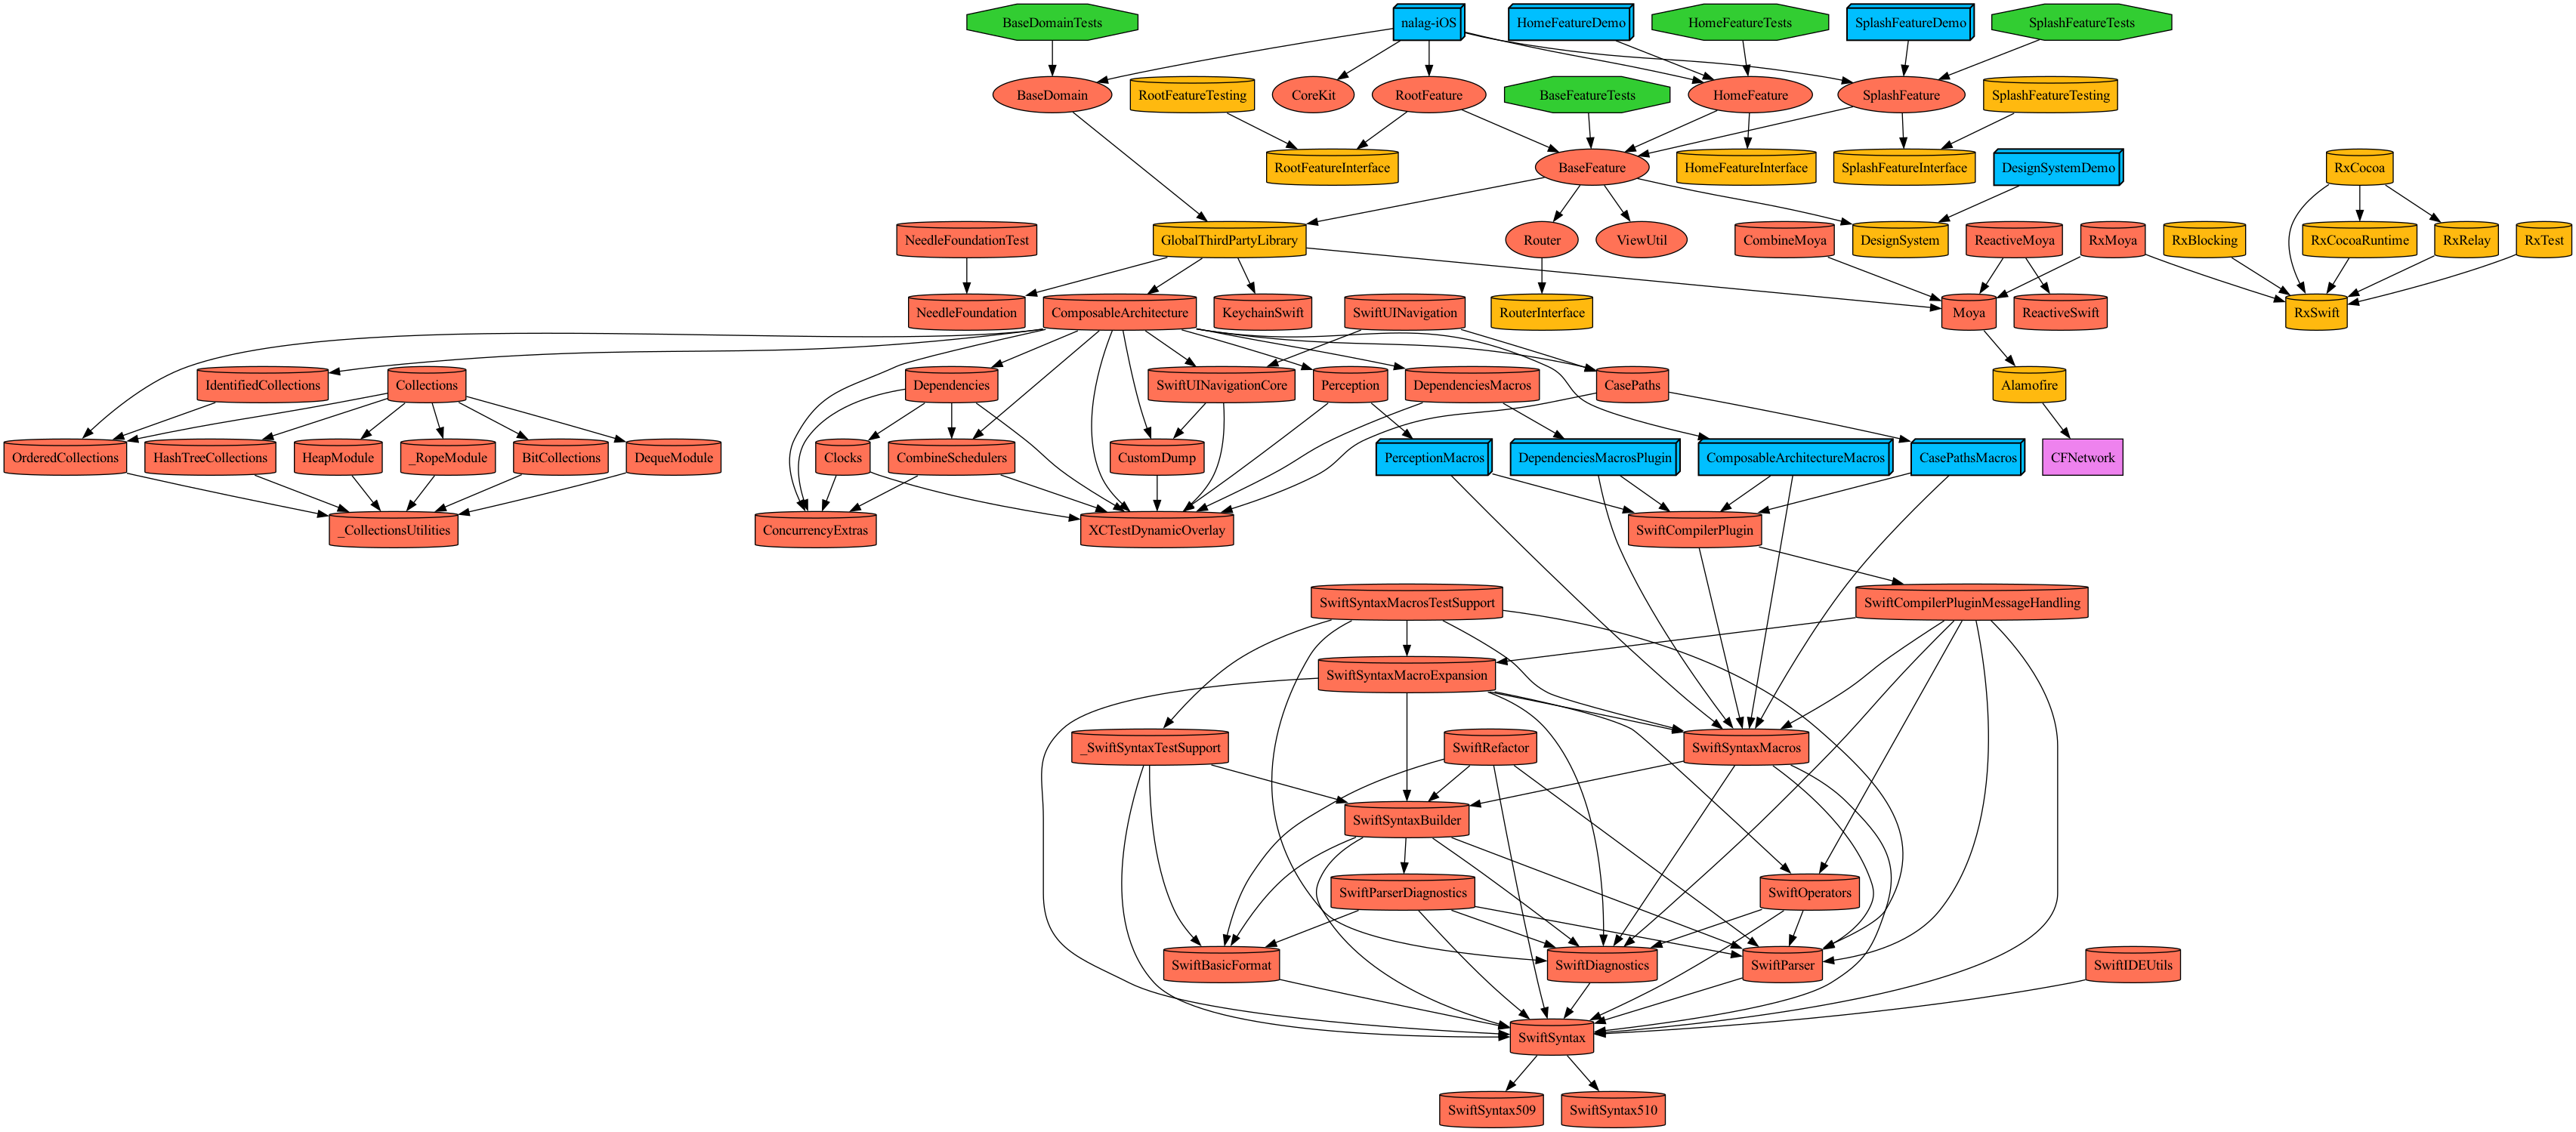 BaseDomainTests
nalag-iOS
HomeFeatureDemo
HomeFeatureTests
SplashFeatureDemo
SplashFeatureTests
BaseDomain
RootFeatureTesting
CoreKit
RootFeature
BaseFeatureTests
HomeFeature
SplashFeature
SplashFeatureTesting
RootFeatureInterface
BaseFeature
HomeFeatureInterface
SplashFeatureInterface
DesignSystemDemo
RxCocoa
NeedleFoundationTest
GlobalThirdPartyLibrary
Router
ViewUtil
CombineMoya
DesignSystem
ReactiveMoya
RxMoya
RxBlocking
RxCocoaRuntime
RxRelay
RxTest
NeedleFoundation
ComposableArchitecture
KeychainSwift
SwiftUINavigation
RouterInterface
Moya
ReactiveSwift
RxSwift
IdentifiedCollections
Collections
Dependencies
SwiftUINavigationCore
Perception
DependenciesMacros
CasePaths
Alamofire
OrderedCollections
HashTreeCollections
HeapModule
_RopeModule
BitCollections
DequeModule
Clocks
CombineSchedulers
CustomDump
PerceptionMacros
DependenciesMacrosPlugin
ComposableArchitectureMacros
CasePathsMacros
CFNetwork
_CollectionsUtilities
ConcurrencyExtras
XCTestDynamicOverlay
SwiftCompilerPlugin
SwiftSyntaxMacrosTestSupport
SwiftCompilerPluginMessageHandling
SwiftSyntaxMacroExpansion
_SwiftSyntaxTestSupport
SwiftRefactor
SwiftSyntaxMacros
SwiftSyntaxBuilder
SwiftParserDiagnostics
SwiftOperators
SwiftBasicFormat
SwiftDiagnostics
SwiftParser
SwiftIDEUtils
SwiftSyntax
SwiftSyntax509
SwiftSyntax510